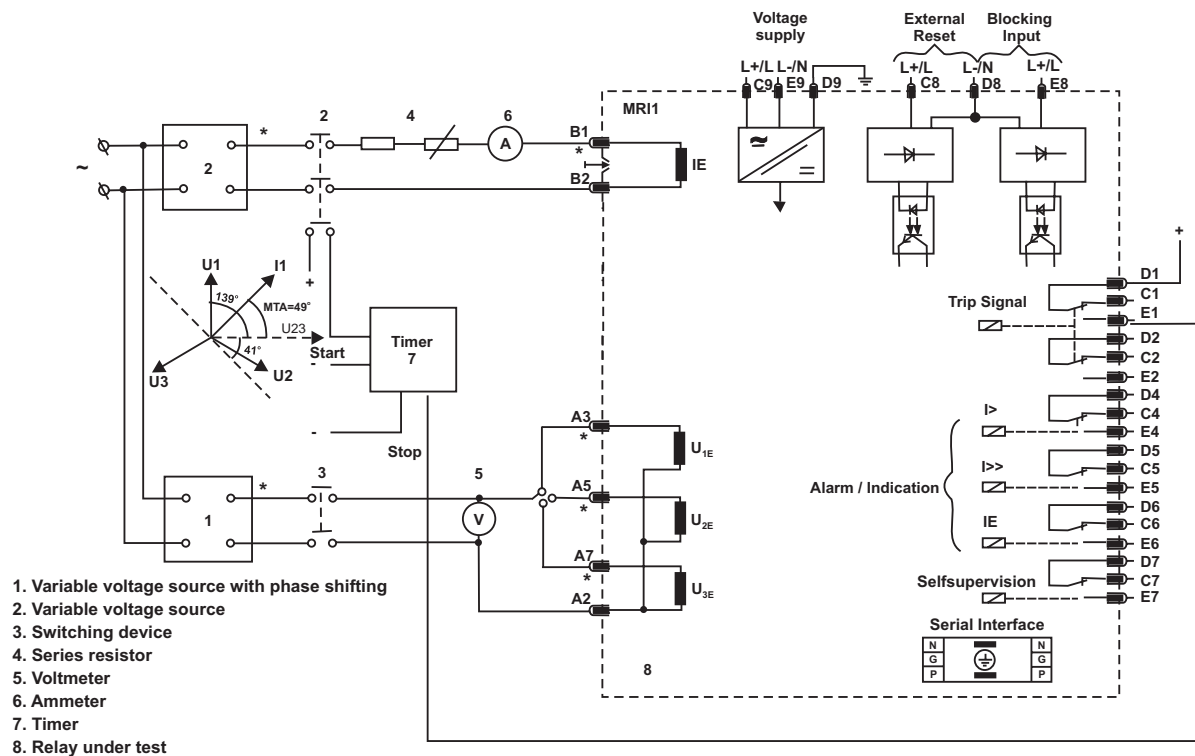 Voltage supply
External Reset
Blocking Input
L+/L L-/N
L+/L L-/N L+/L
C9 E9 D9
C8 D8 E8
MRI1
2
4
6
B1
*
*
A
~
2
IE
B2
=
+
+
D1
C1
Trip Signal
E1
D2
C2
E2
U1
I1
139°
MTA=49°
U23
41°
U3
U2
Start
-
Timer
7
-
Stop
D4
I>
C4
E4
D5
I>>
C5
Alarm / Indication
E5
D6
IE
C6
E6
D7
Selfsupervision
C7
E7
A3
*
U1E
3
5
*
A5
*
U2E
V
1
A7
*
U3E
A2
Serial Interface
N N
G G
P P
8
1. Variable voltage source with phase shifting
2. Variable voltage source
3. Switching device
4. Series resistor
5. Voltmeter
6. Ammeter
7. Timer
8. Relay under test